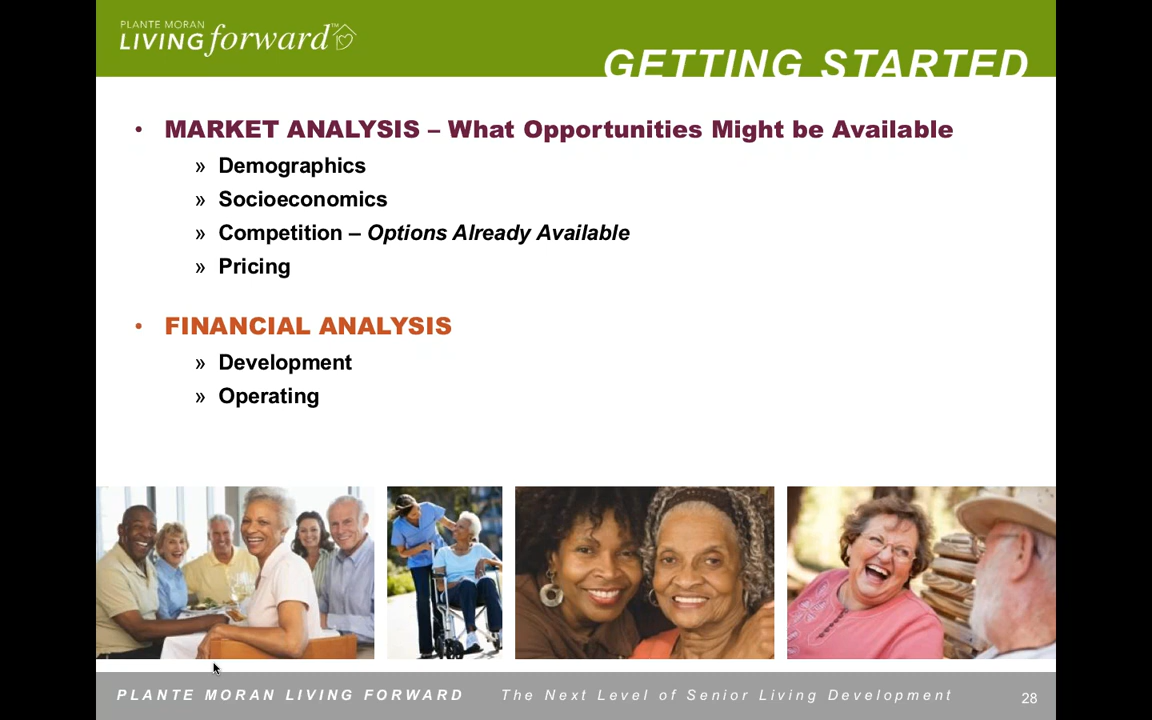 PLANTE MORAN
LIVING forward™
GETTING STARTED
• MARKET ANALYSIS – What Opportunities Might be Available
» Demographics
» Socioeconomics
» Competition – Options Already Available
» Pricing
• FINANCIAL ANALYSIS
» Development
» Operating
PLANTE MORAN LIVING FORWARD The Next Level of Senior Living Development 28